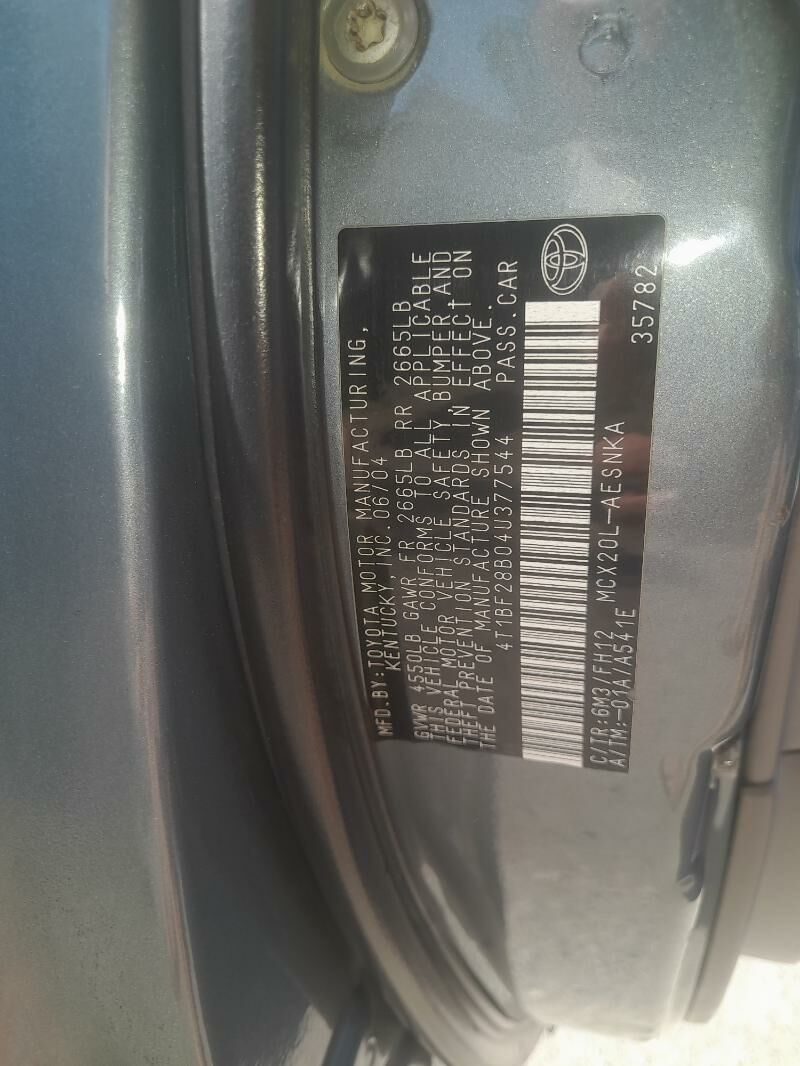 MFD.BY:TOYOTA MOTOR MANUFACTURING,
KENTUCKY, INC.06/04
GVWR 4550LB GAWR FR 2665LB RR 2665LB
THIS VEHICLE CONFORMS TO ALL APPLICABLE
FEDERAL MOTOR VEHICLE SAFETY, BUMPER, AND
THEFT PREVENTION STANDARDS IN EFFECT ON
THE DATE OF MANUFACTURE SHOWN ABOVE.
4T1BF28B04U377544 PASS.CAR
C/TR:6M3/FH12 MCX20L-AESNKA
A/TM:-01A/A541E 35782